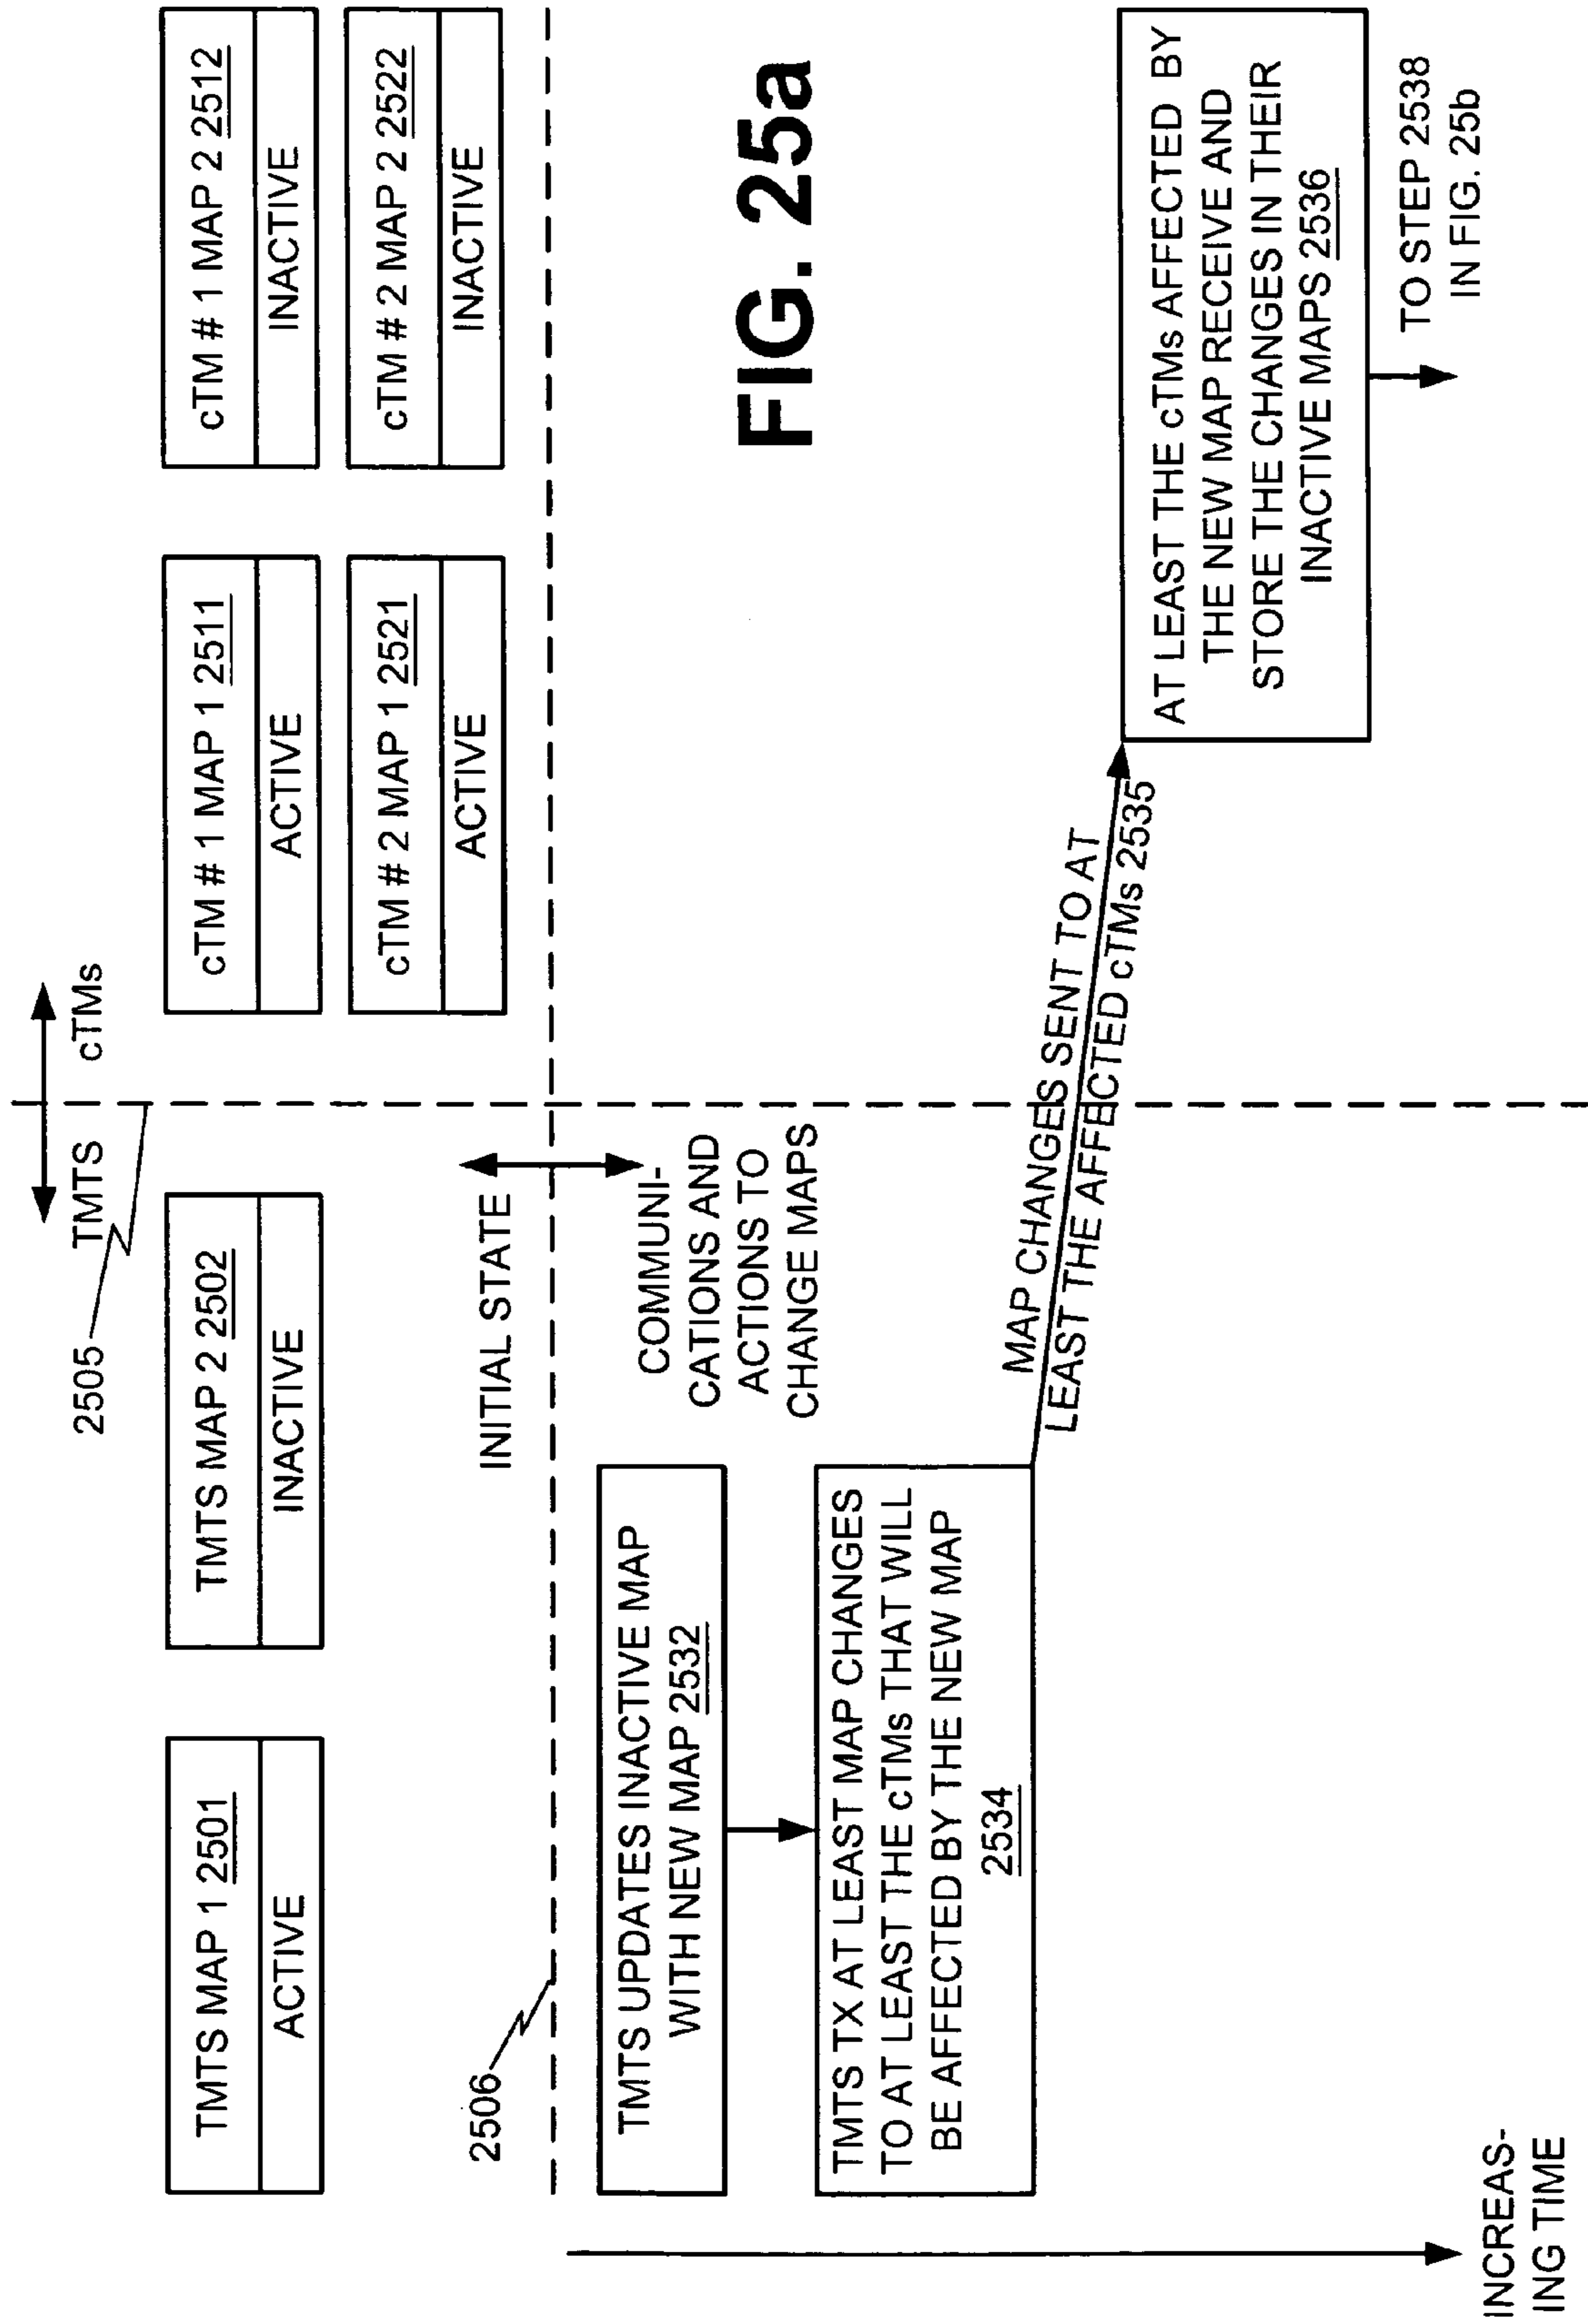 TMTS
cTMs
2505
TMTS MAP 1 2501
ACTIVE
TMTS MAP 2 2502
INACTIVE
cTM # 1 MAP 1 2511
ACTIVE
cTM # 1 MAP 2 2512
INACTIVE
cTM # 2 MAP 1 2521
ACTIVE
cTM # 2 MAP 2 2522
INACTIVE
2506
INITIAL STATE
COMMUNI-
CATIONS AND
ACTIONS TO
CHANGE MAPS
TMTS UPDATES INACTIVE MAP
WITH NEW MAP 2532
TMTS TX AT LEAST MAP CHANGES
TO AT LEAST THE cTMs THAT WILL
BE AFFECTED BY THE NEW MAP
2534
MAP CHANGES SENT TO AT
LEAST THE AFFECTED cTMs 2535
AT LEAST THE cTMs AFFECTED BY
THE NEW MAP RECEIVE AND
STORE THE CHANGES IN THEIR
INACTIVE MAPS 2536
TO STEP 2538
IN FIG. 25b
INCREAS-
ING TIME
FIG. 25a